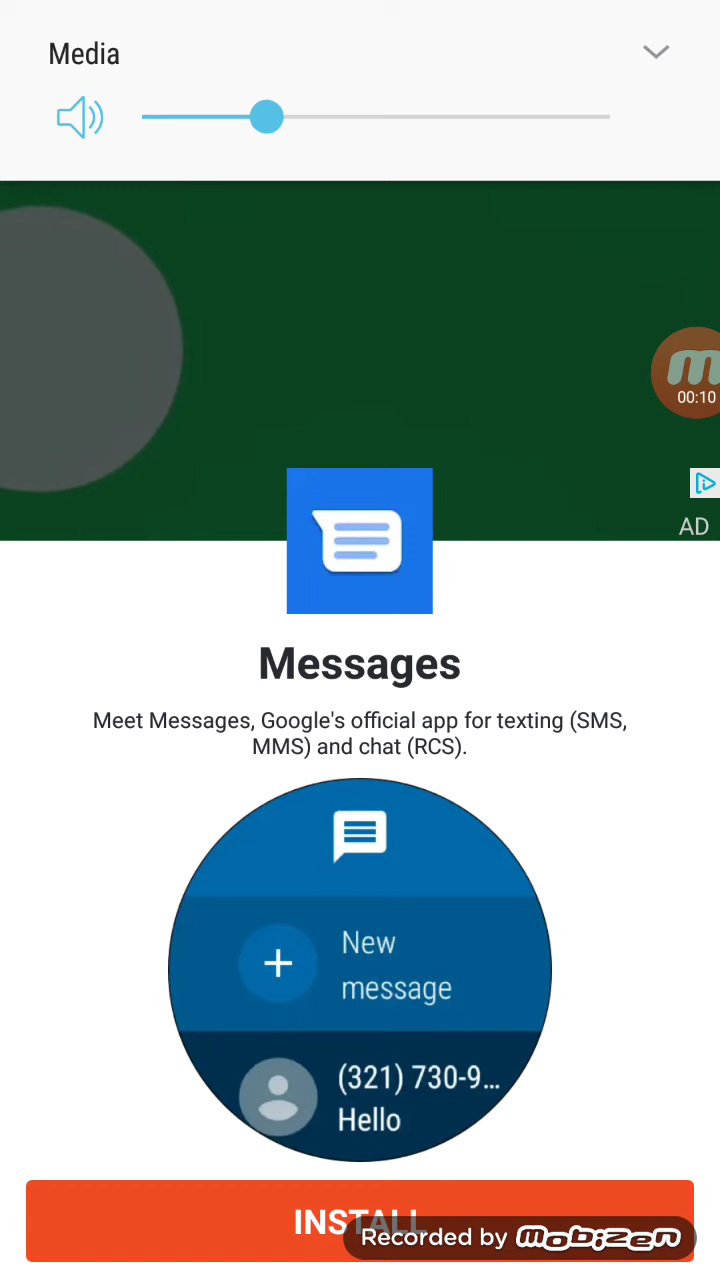 Media
00:10
AD
Messages
Meet Messages, Google's official app for texting (SMS,
MMS) and chat (RCS).
New
message
(321) 730-9...
Hello
INSTALL
Recorded by mobizen